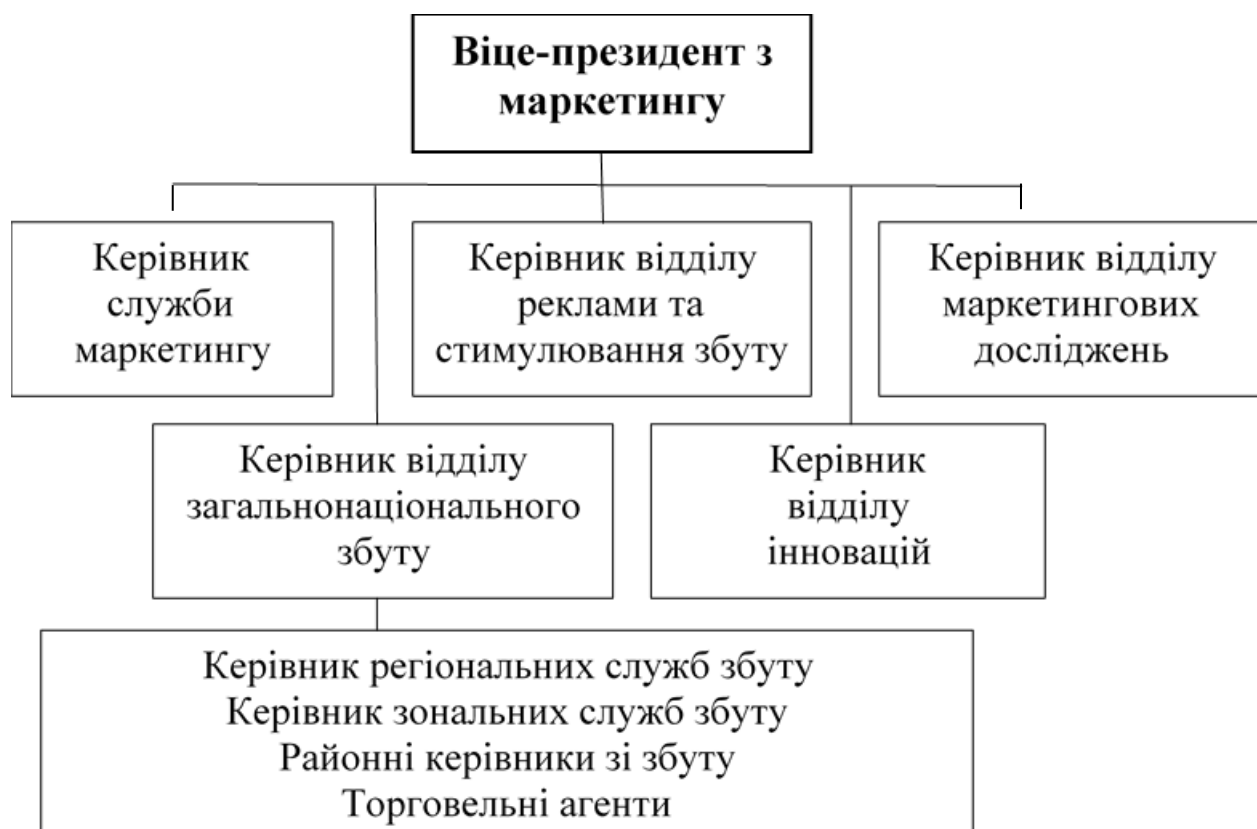 Віце-президент з
маркетингу
Керівник
служби
маркетингу
Керівник відділу
реклами та
стимулювання збуту
Керівник відділу
маркетингових
досліджень
Керівник відділу
загальнонаціонального
збуту
Керівник
відділу
інновацій
Керівник регіональних служб збуту
Керівник зональних служб збуту
Районні керівники зі збуту
Торговельні агенти